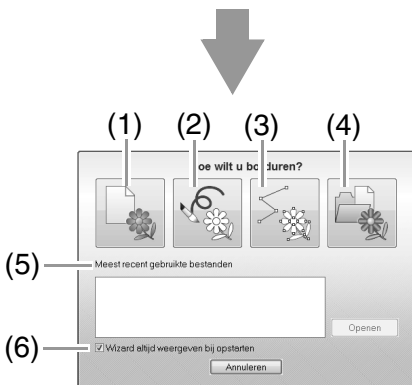 (1) (2) (3) (4)
Hoe wilt u borduren?
(5) Meest recent gebruikte bestanden
Openen
(6) Wizard altijd weergeven bij opstarten
Annuleren